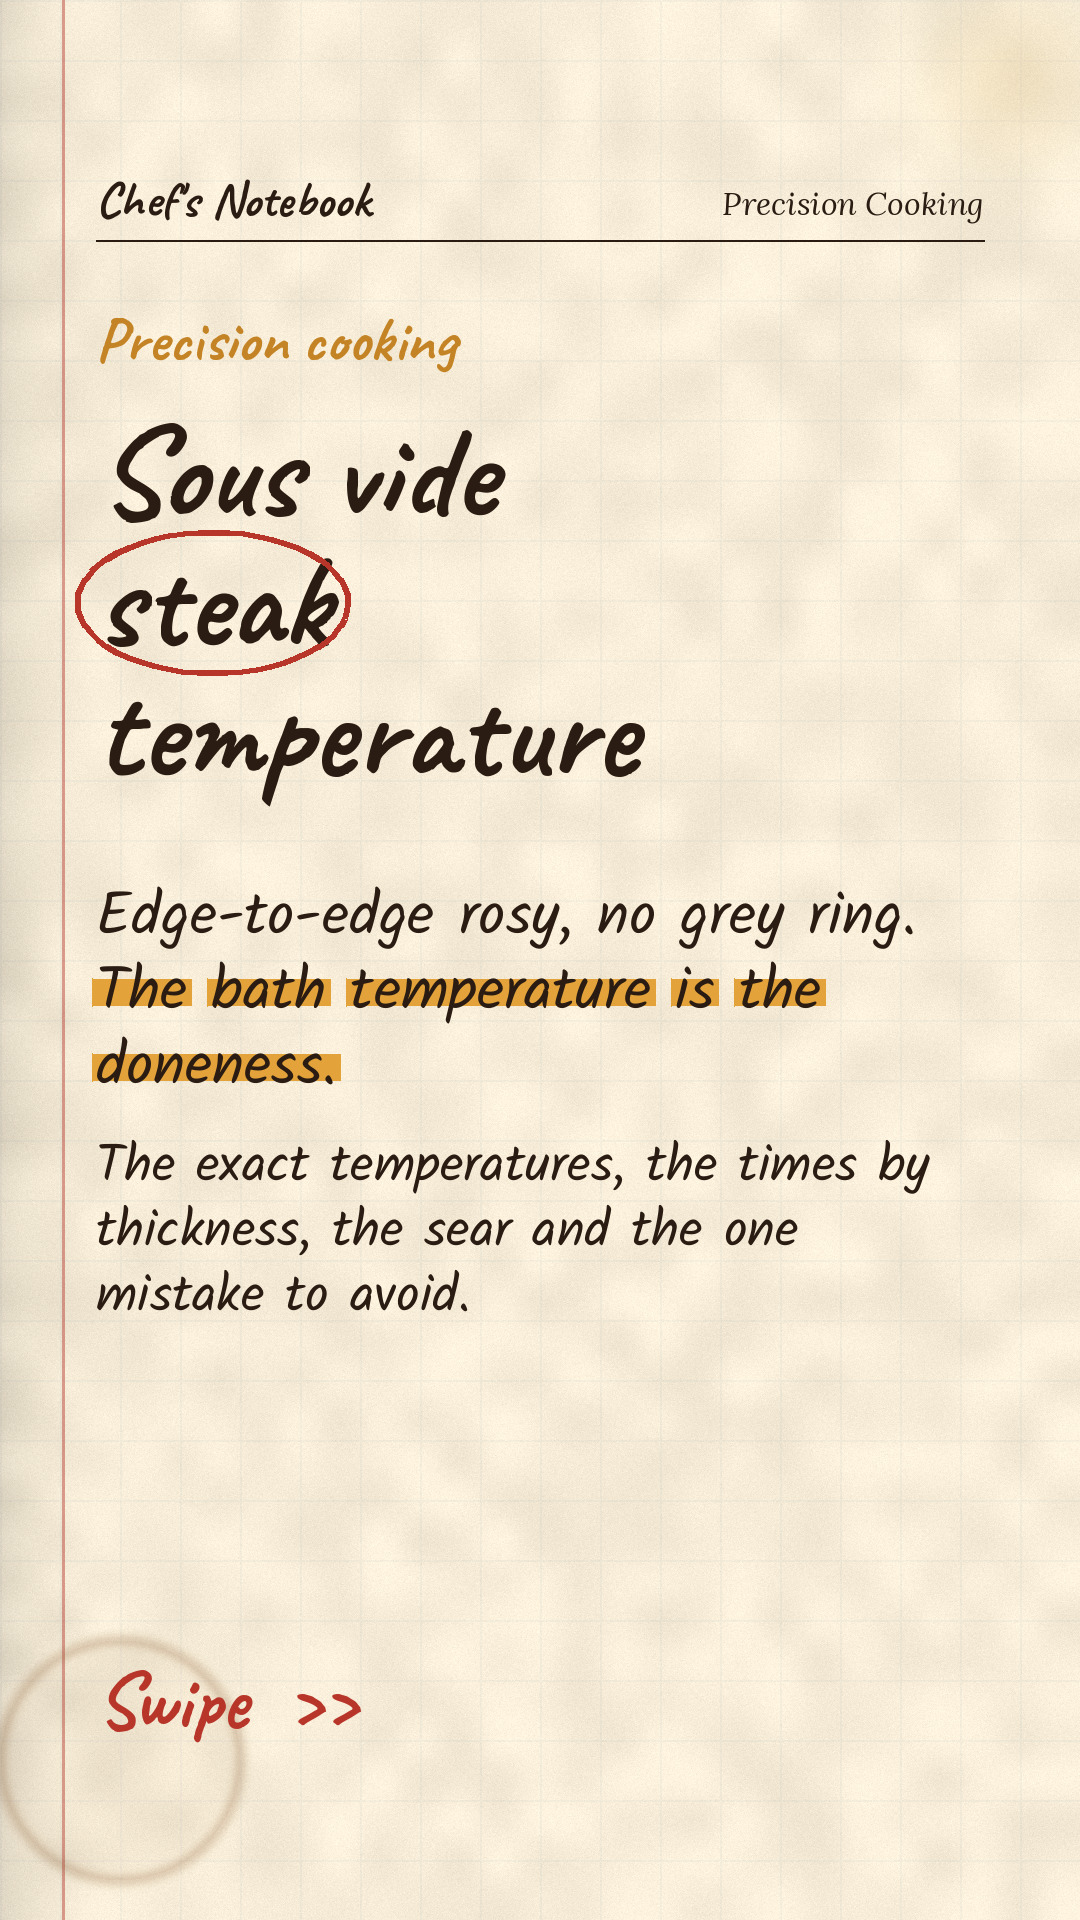 Chef's Notebook
Precision Cooking
Precision cooking
Sous vide
steak
temperature
Edge-to-edge rosy, no grey ring.
The bath temperature is the
doneness.
The exact temperatures, the times by
thickness, the sear and the one
mistake to avoid.
Swipe >>